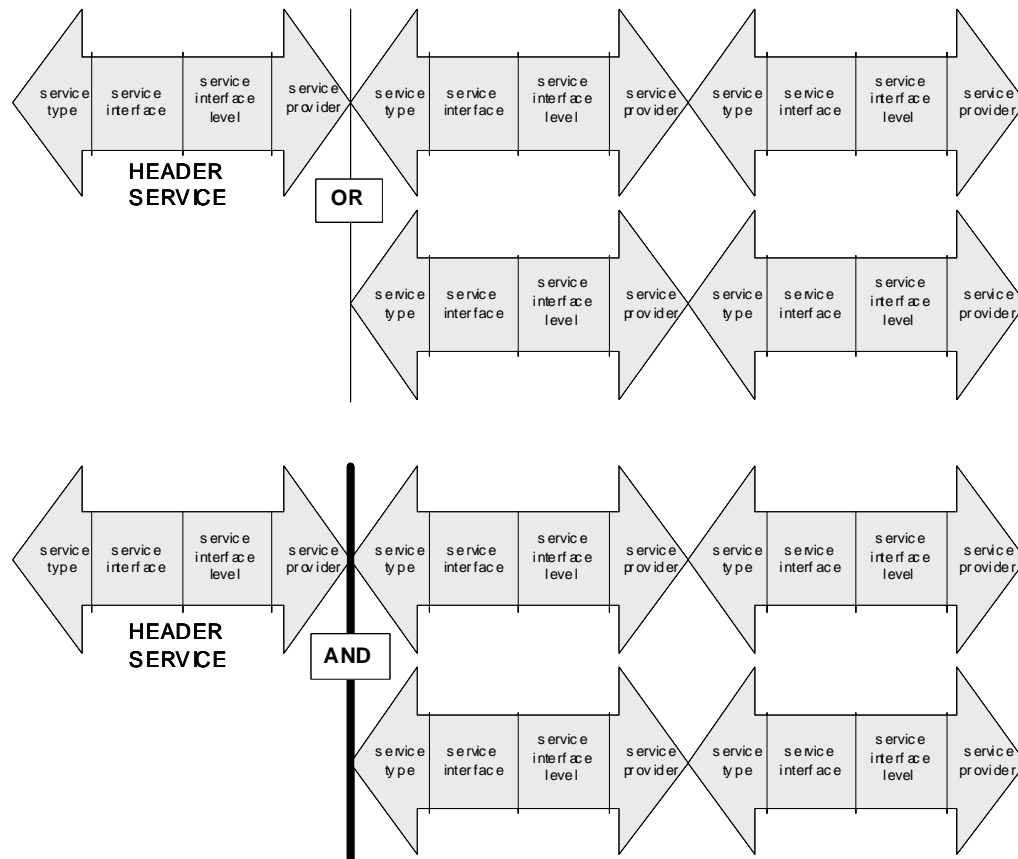 service type service interface service interface level service provider service type service interface service interface level service provider service type service interface service interface level service provider
HEADER SERVICE
OR
service type service interface service interface level service provider service type service interface service interface level service provider
service type service interface service interface level service provider service type service interface service interface level service provider service type service interface service interface level service provider
HEADER SERVICE
AND
service type service interface service interface level service provider service type service interface service interface level service provider